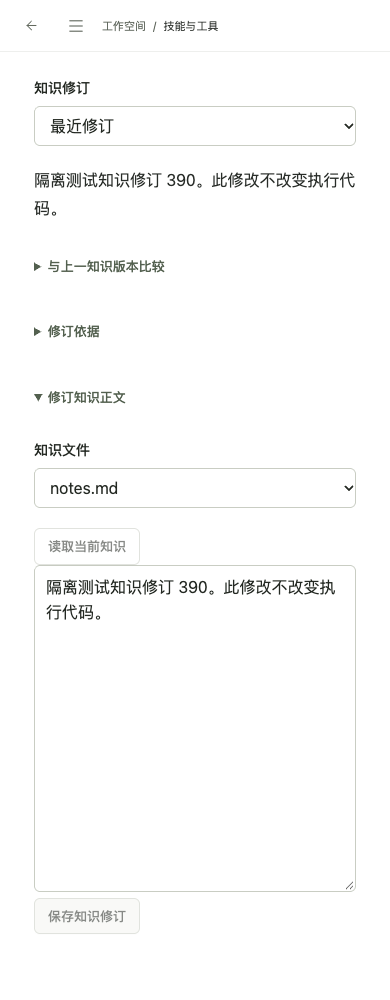 工作空间 / 技能与工具
知识修订
最近修订
隔离测试知识修订 390。此修改不改变执行代
码。
与上一知识版本比较
修订依据
修订知识正文
知识文件
notes.md
读取当前知识
隔离测试知识修订 390。此修改不改变执
行代码。
保存知识修订